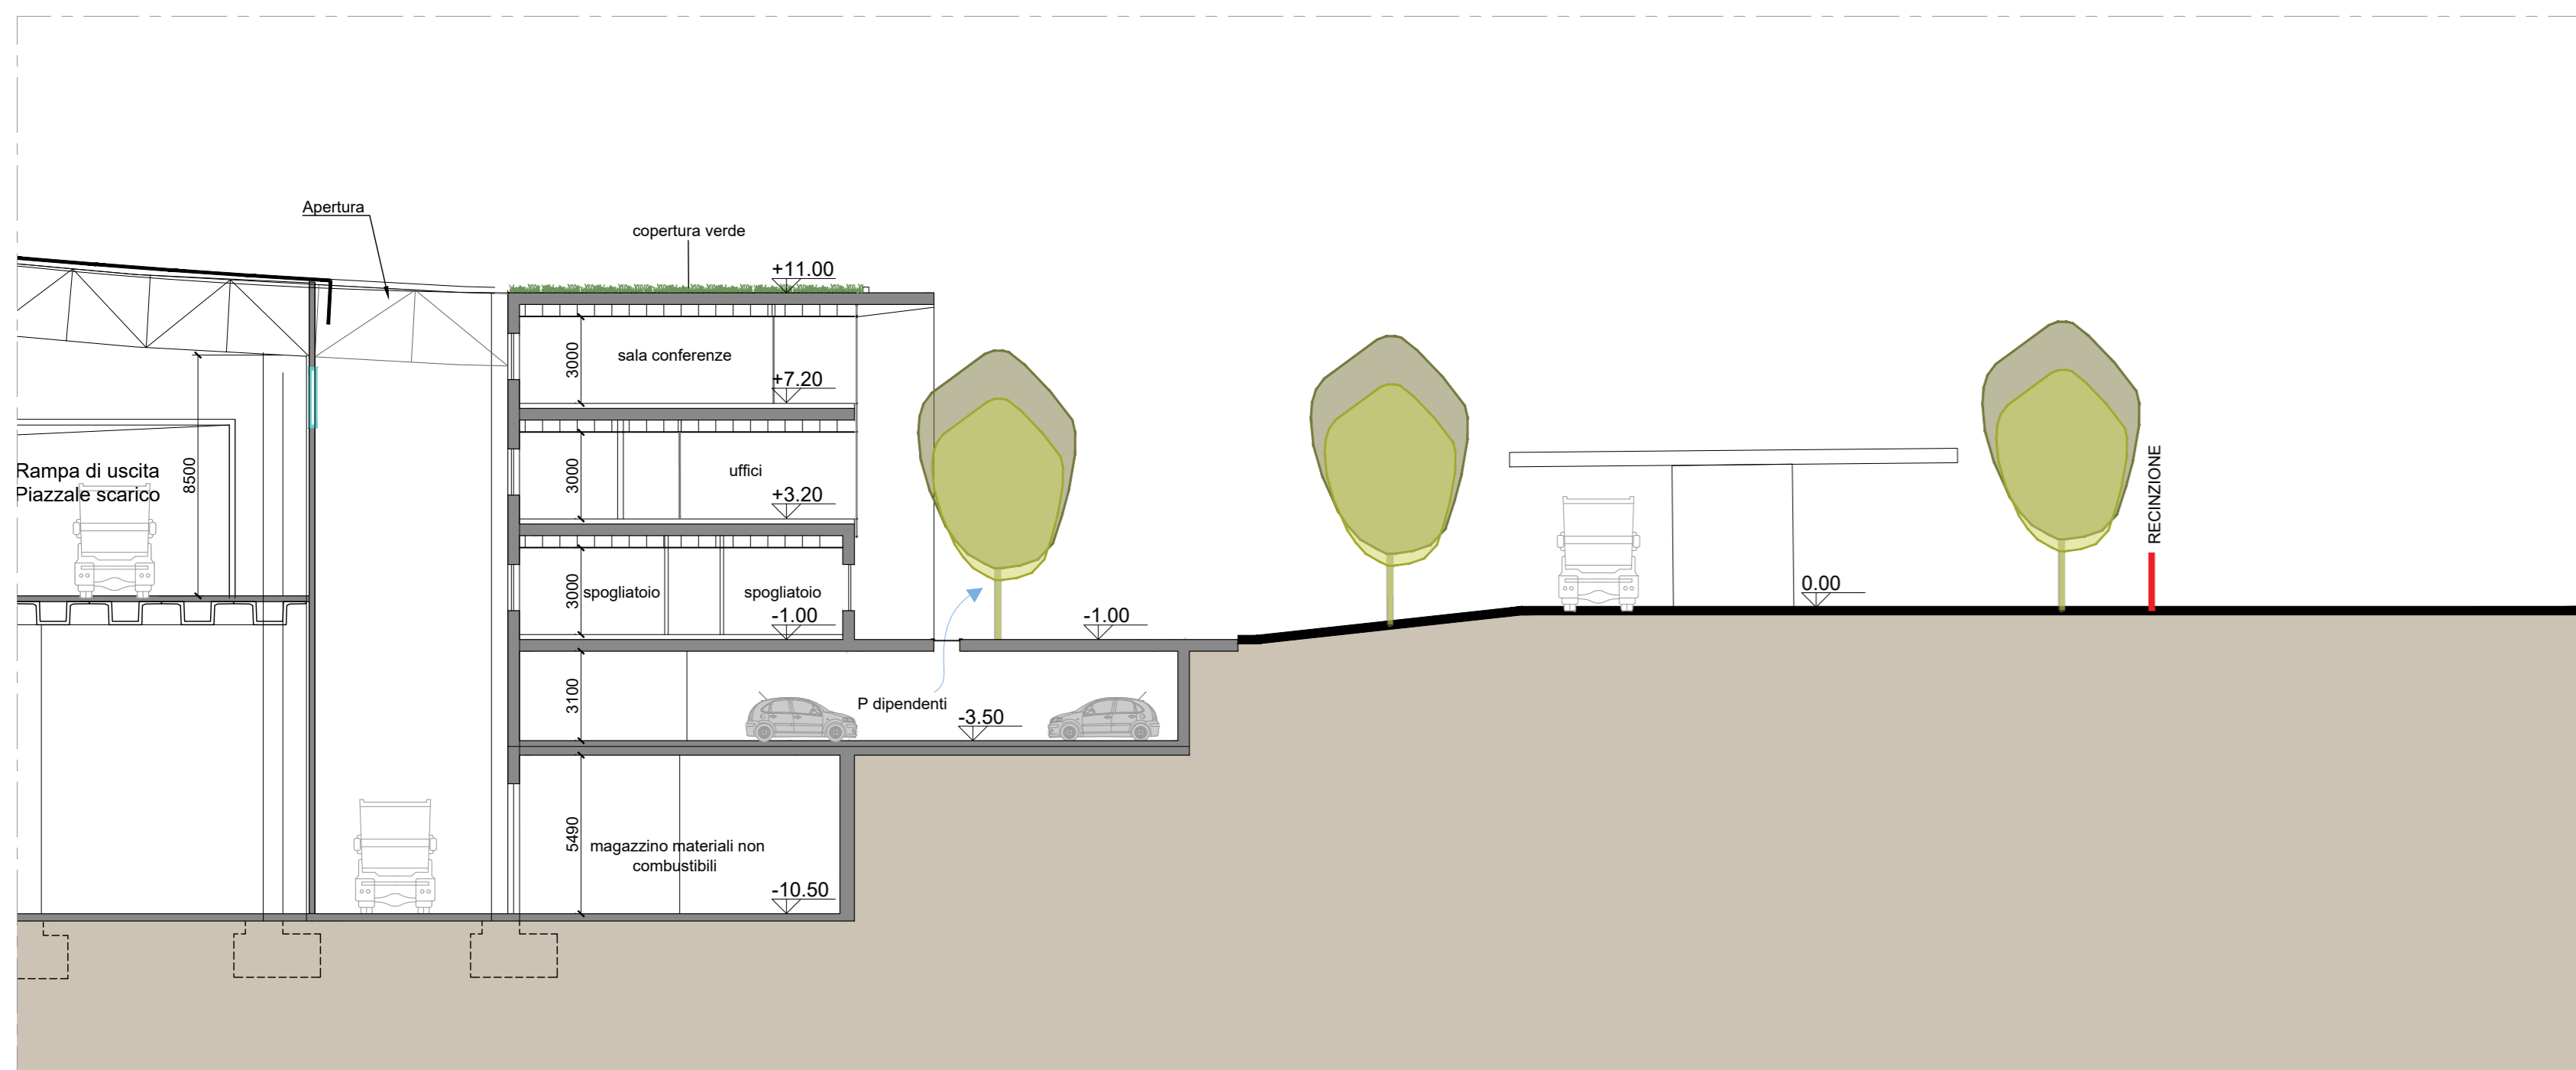 Apertura
copertura verde
+11.00
3000
sala conferenze
+7.20
Rampa di uscita
Piazzale scarico
8500
3000
uffici
+3.20
RECINZIONE
3000
spogliatoio
spogliatoio
-1.00
-1.00
0.00
3100
P dipendenti
-3.50
5490
magazzino materiali non
combustibili
-10.50